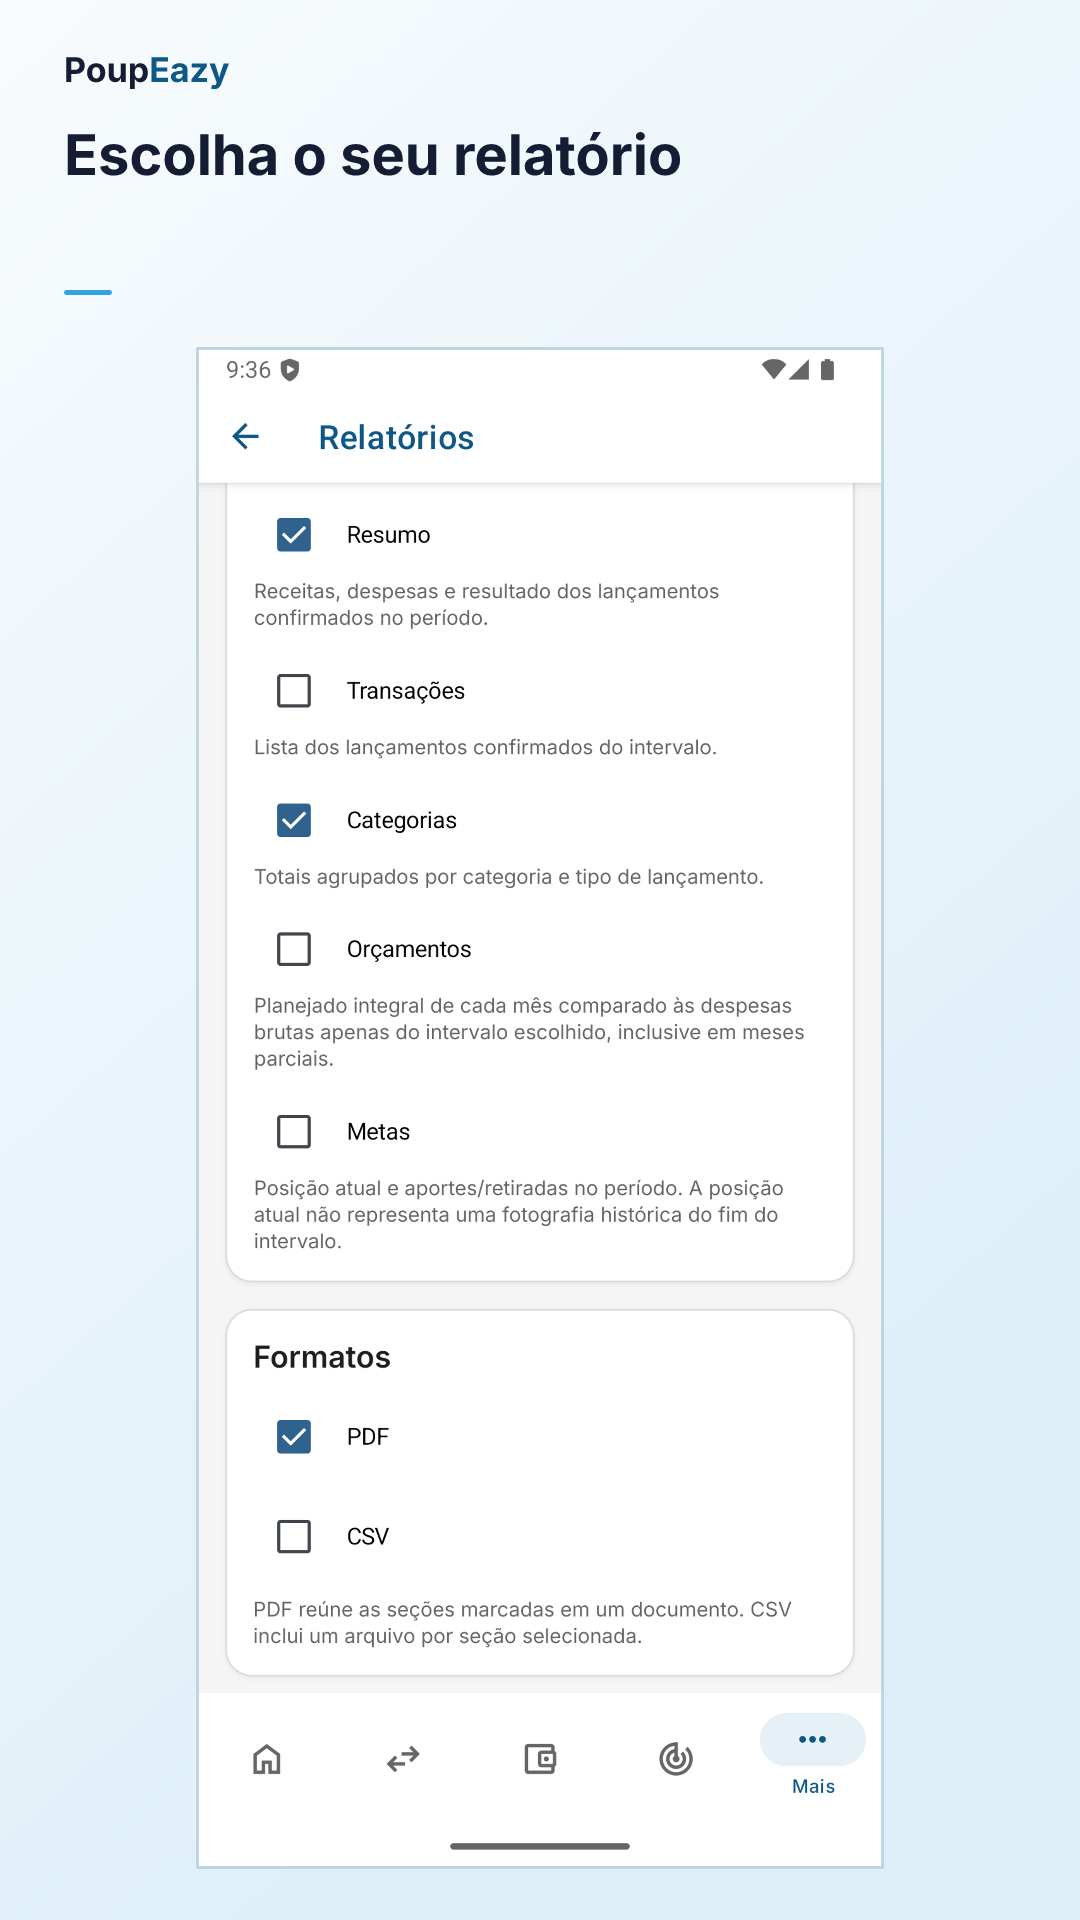 PoupEazy
Escolha o seu relatório
9:36
Relatórios
Resumo
Receitas, despesas e resultado dos lançamentos
confirmados no período.
Transações
Lista dos lançamentos confirmados do intervalo.
Categorias
Totais agrupados por categoria e tipo de lançamento.
Orçamentos
Planejado integral de cada mês comparado às despesas
brutas apenas do intervalo escolhido, inclusive em meses
parciais.
Metas
Posição atual e aportes/retiradas no período. A posição
atual não representa uma fotografia histórica do fim do
intervalo.
Formatos
PDF
CSV
PDF reúne as seções marcadas em um documento. CSV
inclui um arquivo por seção selecionada.
Mais